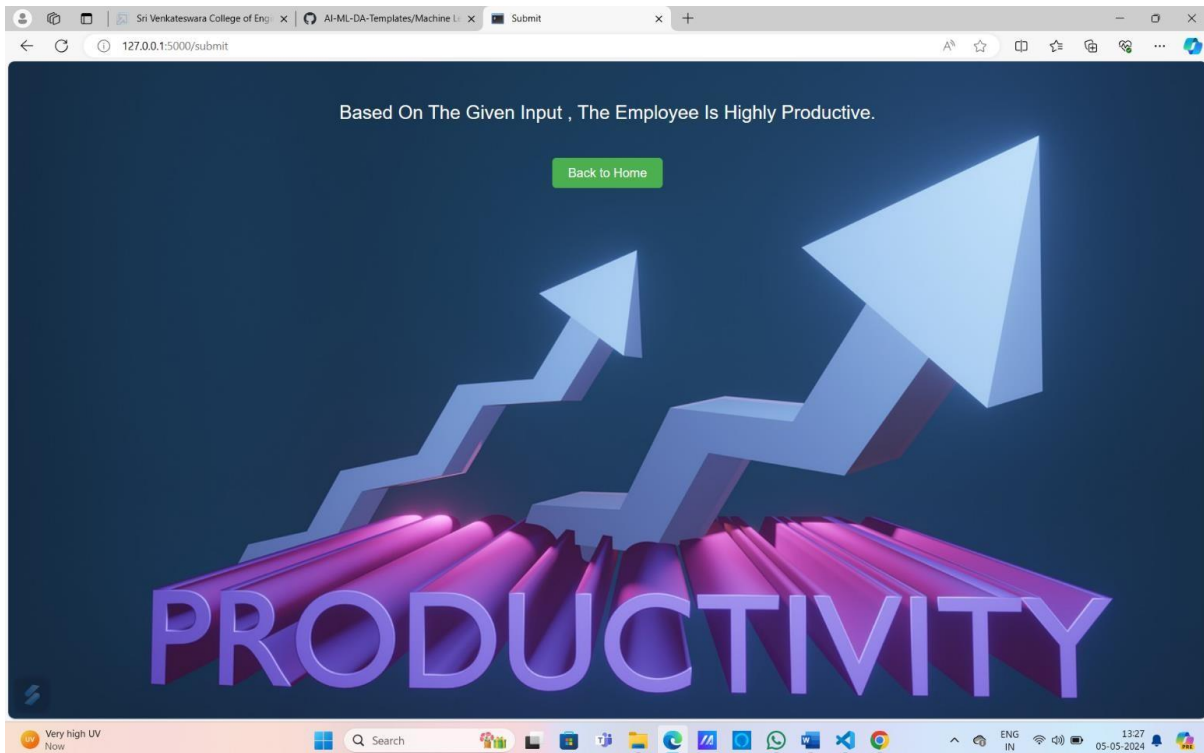 Sri Venkateswara College of Eng
AI-ML-DA-Templates/Machine L
Submit
127.0.0.1:5000/submit
Based On The Given Input , The Employee Is Highly Productive.
Back to Home
PRODUCTIVITY
UV
Very high UV
Now
Search
ENG
IN
13:27
05-05-2024